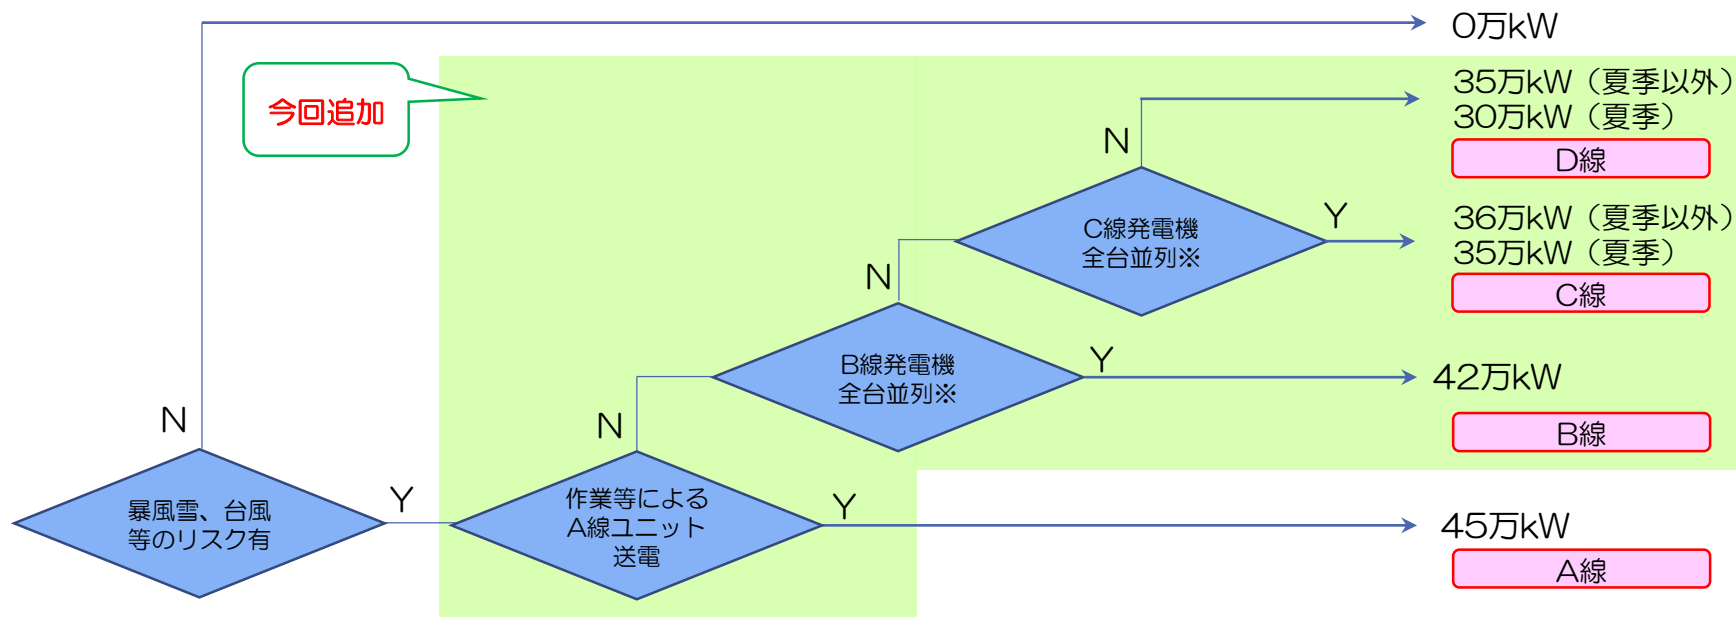 0万kW
今回追加
35万kW（夏季以外）
30万kW（夏季）
D線
N
C線発電機
全台並列※
Y
36万kW（夏季以外）
35万kW（夏季）
C線
N
B線発電機
全台並列※
Y
42万kW
B線
N
N
暴風雪、台風
等のリスク有
Y
作業等による
A線ユニット
送電
Y
45万kW
A線